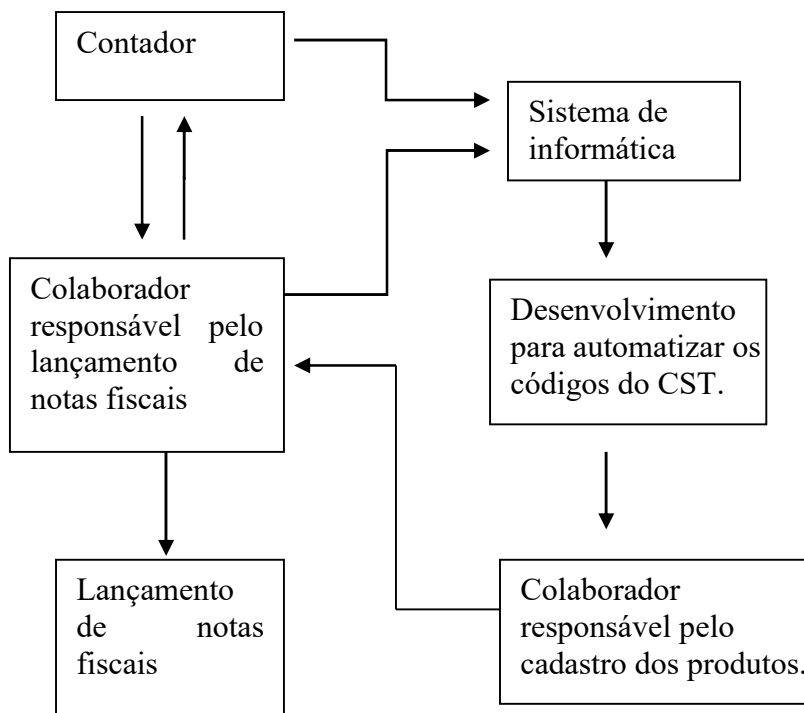 Contador
Sistema de
informática
Colaborador
responsável pelo
lançamento de
notas fiscais
Desenvolvimento
para automatizar os
códigos do CST.
Lançamento
de notas
fiscais
Colaborador
responsável pelo
cadastro dos produtos.